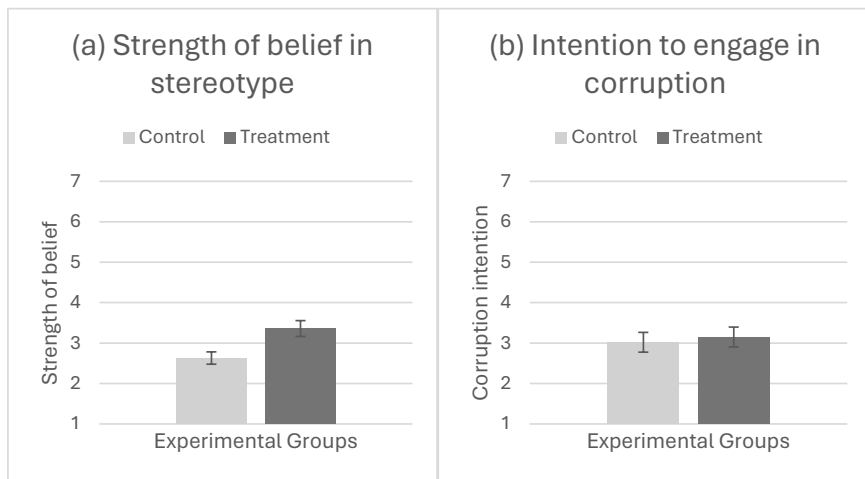 (a) Strength of belief in
stereotype
Control Treatment
7
6
5
4
3
2
1
Strength of belief
Experimental Groups
(b) Intention to engage in
corruption
Control Treatment
7
6
5
4
3
2
1
Corruption intention
Experimental Groups